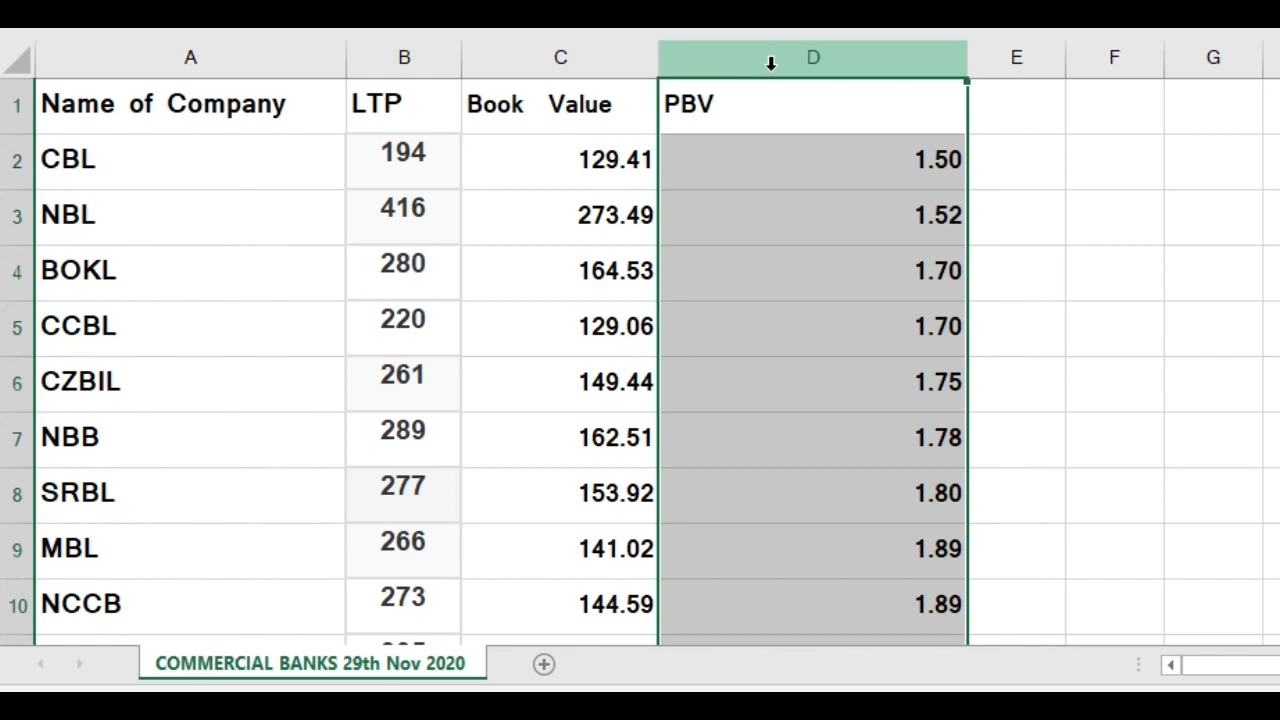 A B C D E F G
1 Name of Company LTP Book Value PBV
2 CBL 194 129.41 1.50
3 NBL 416 273.49 1.52
4 BOKL 280 164.53 1.70
5 CCBL 220 129.06 1.70
6 CZBIL 261 149.44 1.75
7 NBB 289 162.51 1.78
8 SRBL 277 153.92 1.80
9 MBL 266 141.02 1.89
10 NCCB 273 144.59 1.89
COMMERCIAL BANKS 29th Nov 2020